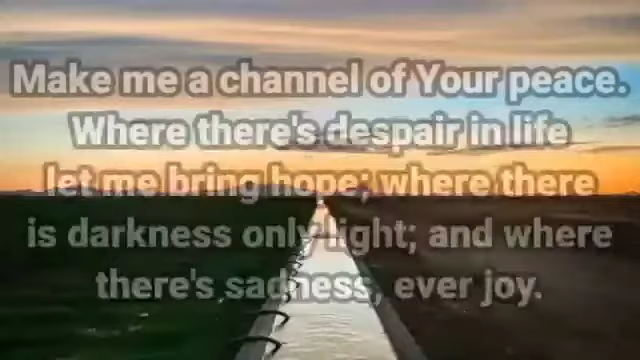 Make me a channel of Your peace.
Where there's despair in life
let me bring hope; where there
is darkness only light; and where
there's sadness, ever joy.